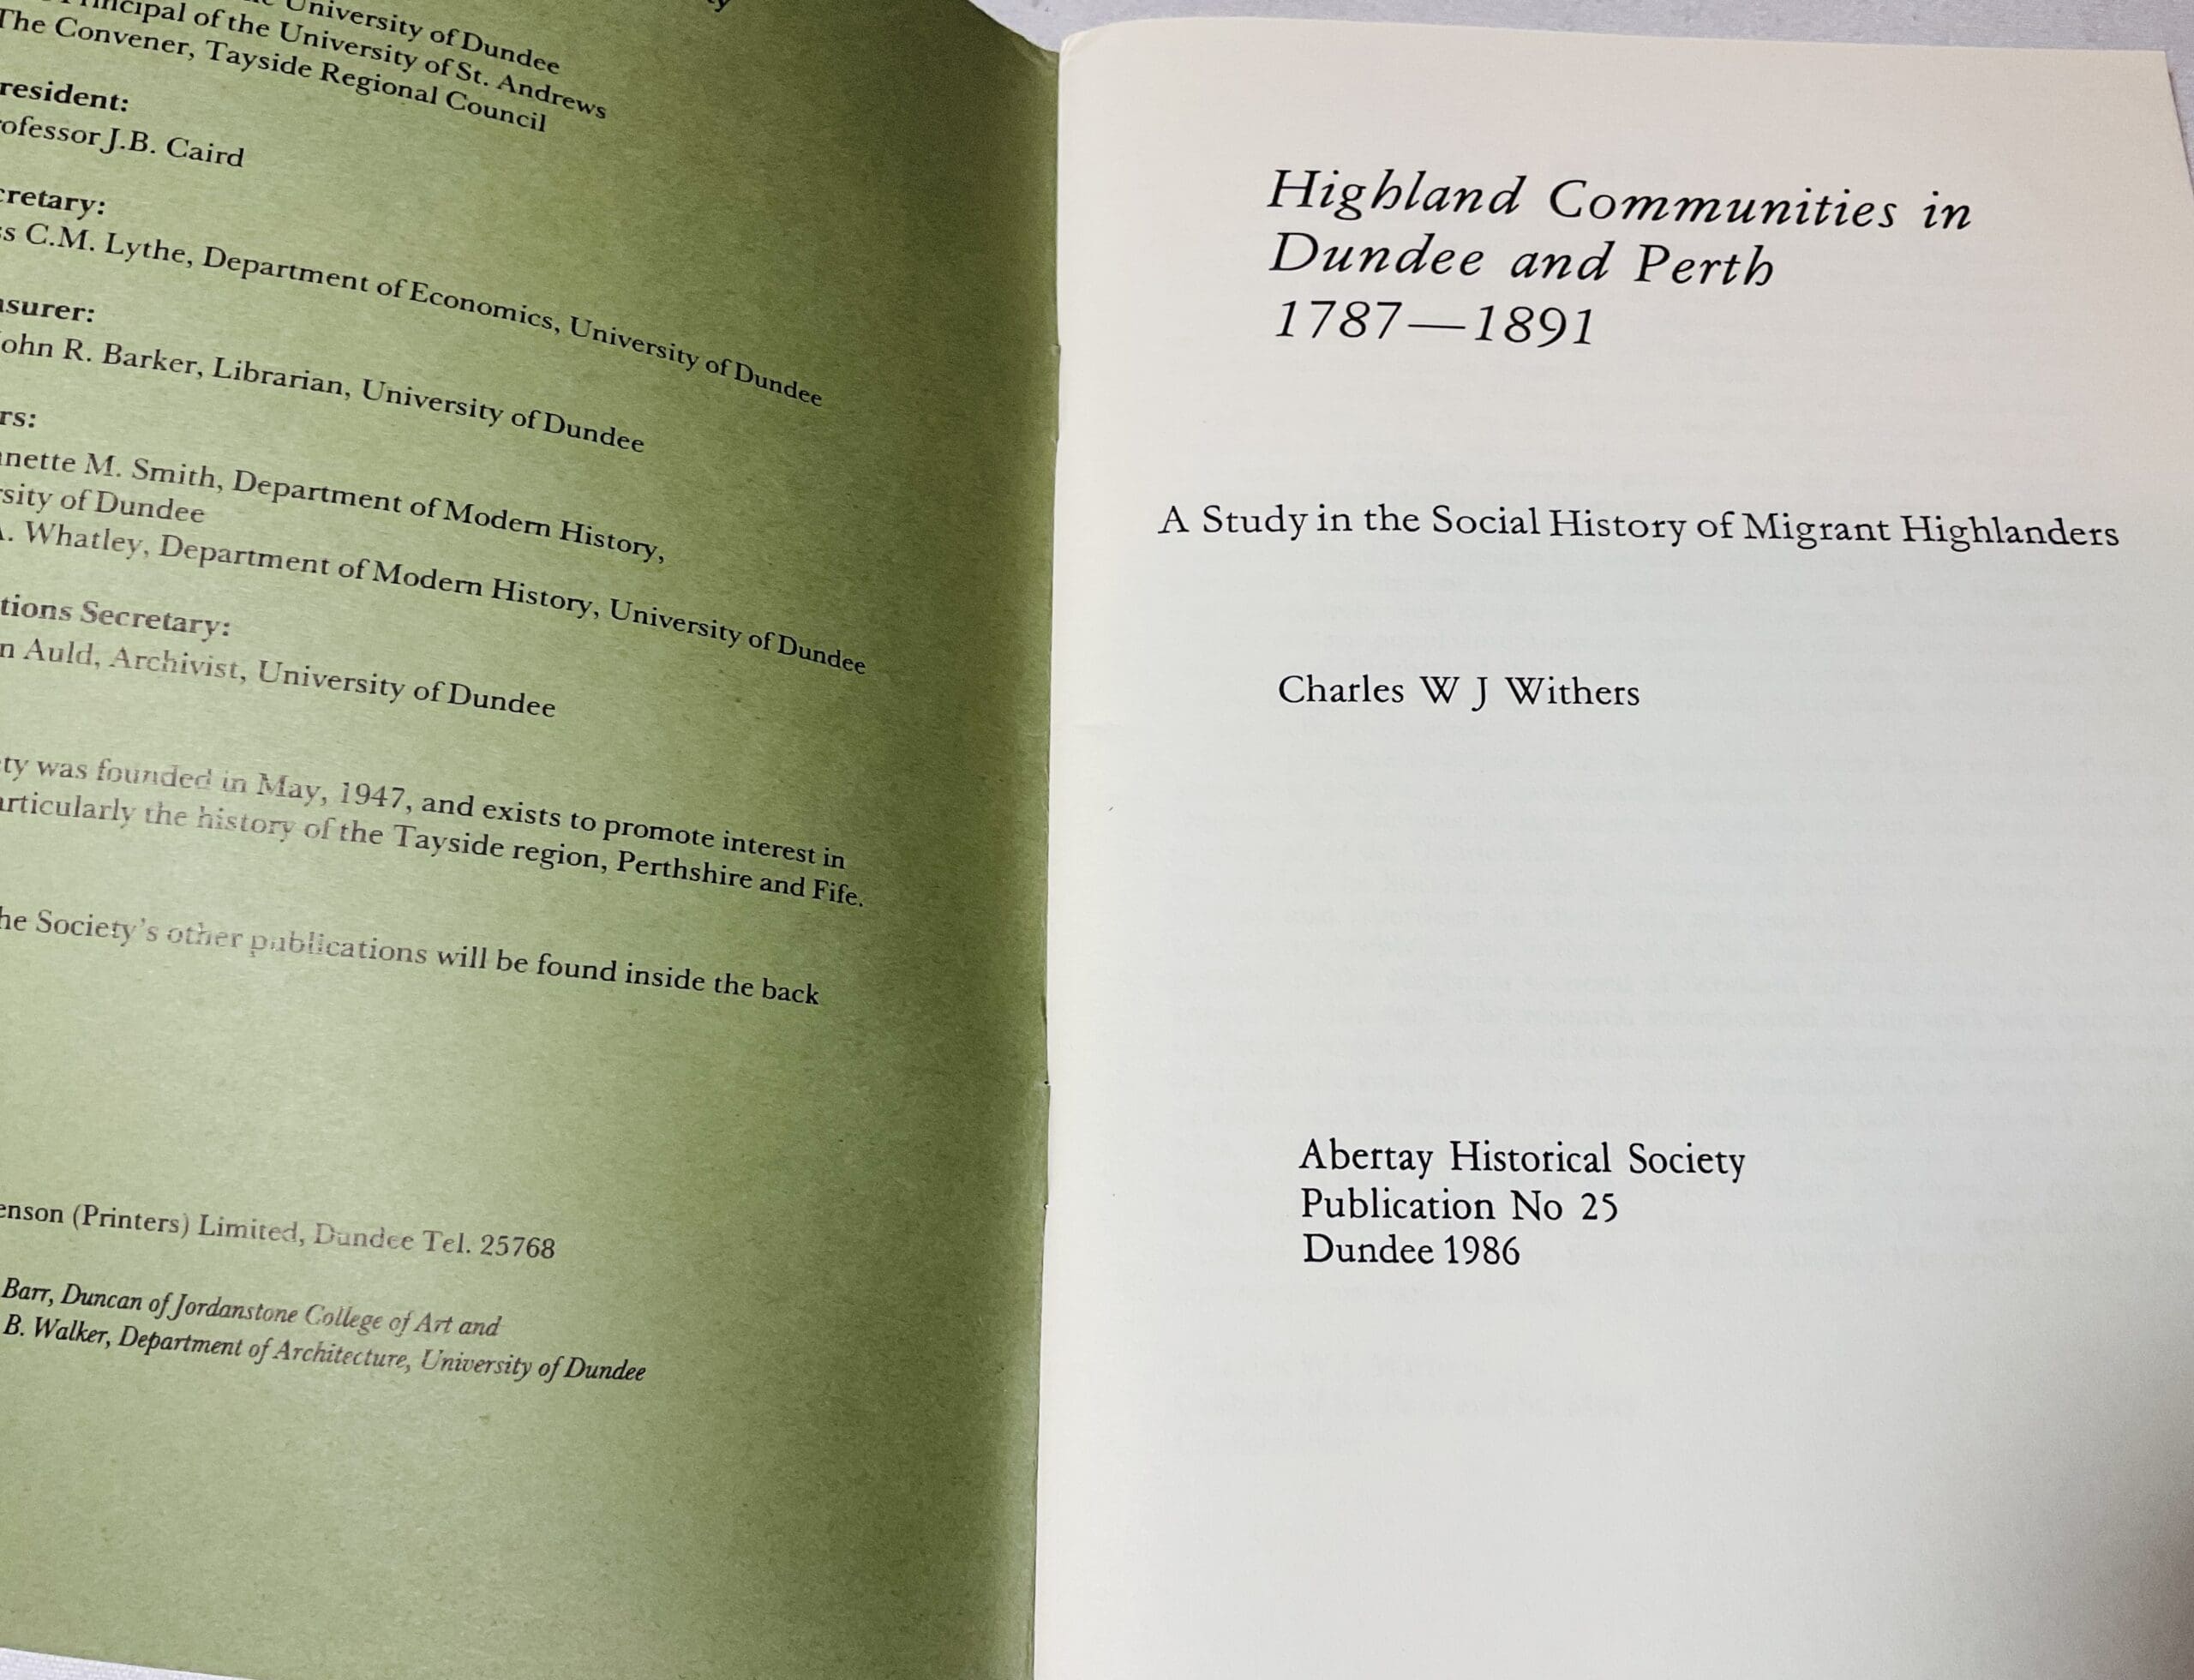 University of Dundee
Principal of the University of St. Andrews
The Convener, Tayside Regional Council
resident:
ofessor J.B. Caird
cretary:
ss C.M. Lythe, Department of Economics, University of Dundee
asurer:
John R. Barker, Librarian, University of Dundee
rs:
nnette M. Smith, Department of Modern History,
rsity of Dundee
A. Whatley, Department of Modern History, University of Dundee
tions Secretary:
n Auld, Archivist, University of Dundee
ety was founded in May, 1947, and exists to promote interest in
articularly the history of the Tayside region, Perthshire and Fife.
he Society's other publications will be found inside the back
enson (Printers) Limited, Dundee Tel. 25768
Barr, Duncan of Jordanstone College of Art and
B. Walker, Department of Architecture, University of Dundee
Highland Communities in
Dundee and Perth
1787—1891
A Study in the Social History of Migrant Highlanders
Charles W J Withers
Abertay Historical Society
Publication No 25
Dundee 1986